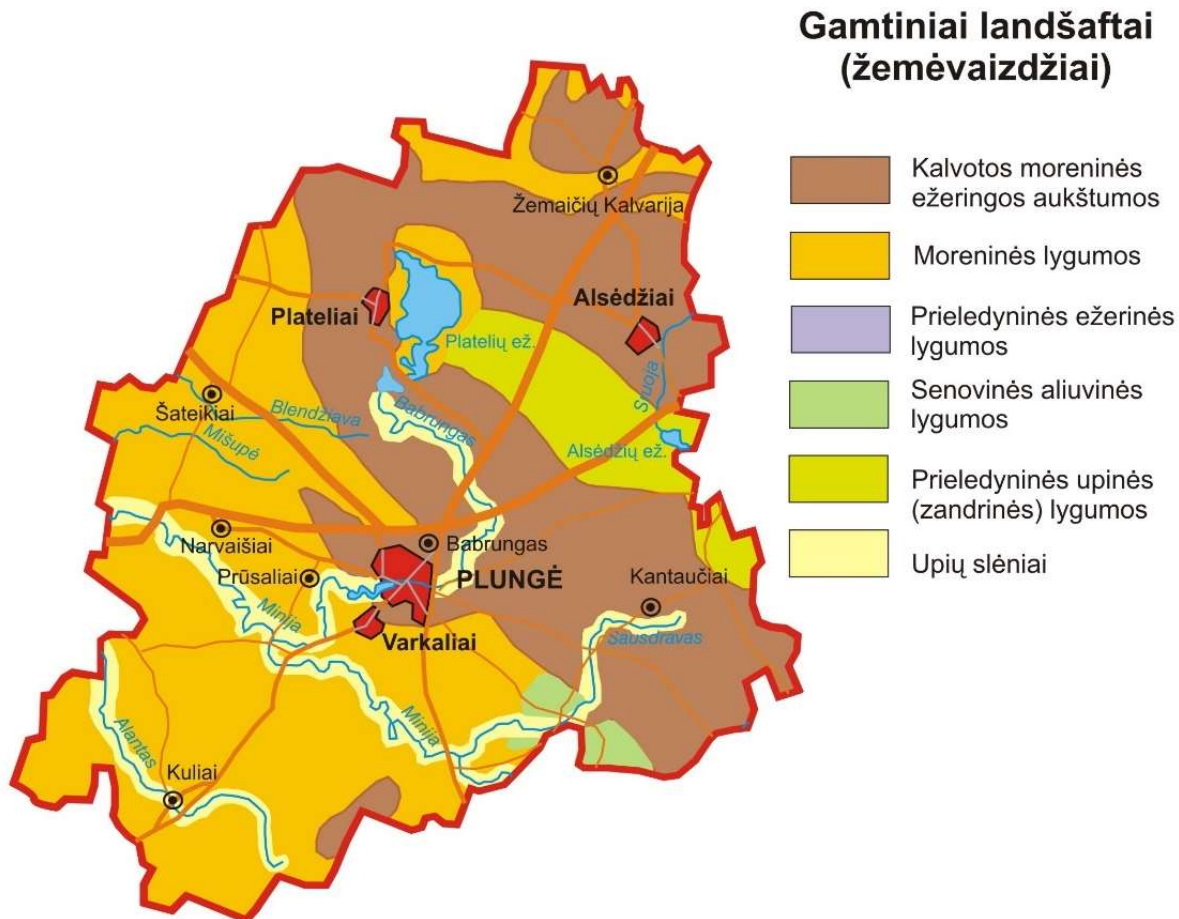 Gamtiniai landšaftai
(žemėvaizdžiai)
Kalvotos moreninės
ežeringos aukštumos
Moreninės lygumos
Prieledyninės ežerinės
lygumos
Senovinės aliuvinės
lygumos
Prieledyninės upinės
(zandrinės) lygumos
Upių slėniai
Žemaičių Kalvarija
Alsėdžiai
Plateliai
Platelių ež.
Sruoja
Šateikiai
Blendžiava
Babrungas
Mišupė
Alsėdžių ež.
Narvaišiai
Babrungas
Prūsaliai
PLUNGĖ
Kantaučiai
Minija
Varkaliai
Sausdravas
Minija
Alantas
Kuliai